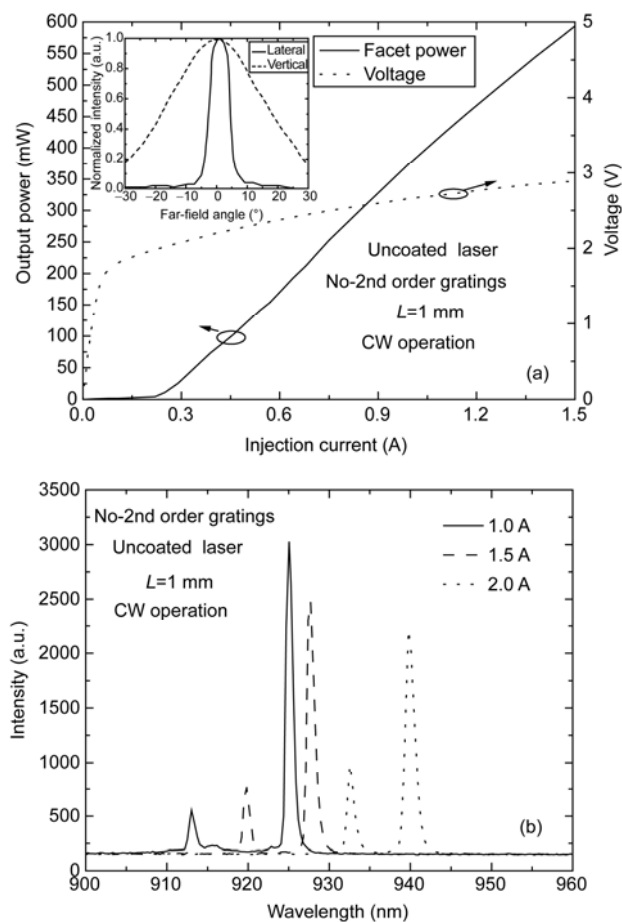 600
550
500
450
400
350
300
250
200
150
100
50
0
Output power (mW)
0.0 0.3 0.6 0.9 1.2 1.5
Injection current (A)
5
4
3
2
1
0
Voltage (V)
Facet power
Voltage
1.0
0.8
0.6
0.4
0.2
0.0
Normalized intensity (a.u.)
Lateral
Vertical
−30 −20 −10 0 10 20 30
Far-field angle (°)
Uncoated laser
No-2nd order gratings
L=1 mm
CW operation
(a)
3500
3000
2500
2000
1500
1000
500
0
Intensity (a.u.)
No-2nd order gratings
Uncoated laser
L=1 mm
CW operation
1.0 A
1.5 A
2.0 A
(b)
900 910 920 930 940 950 960
Wavelength (nm)